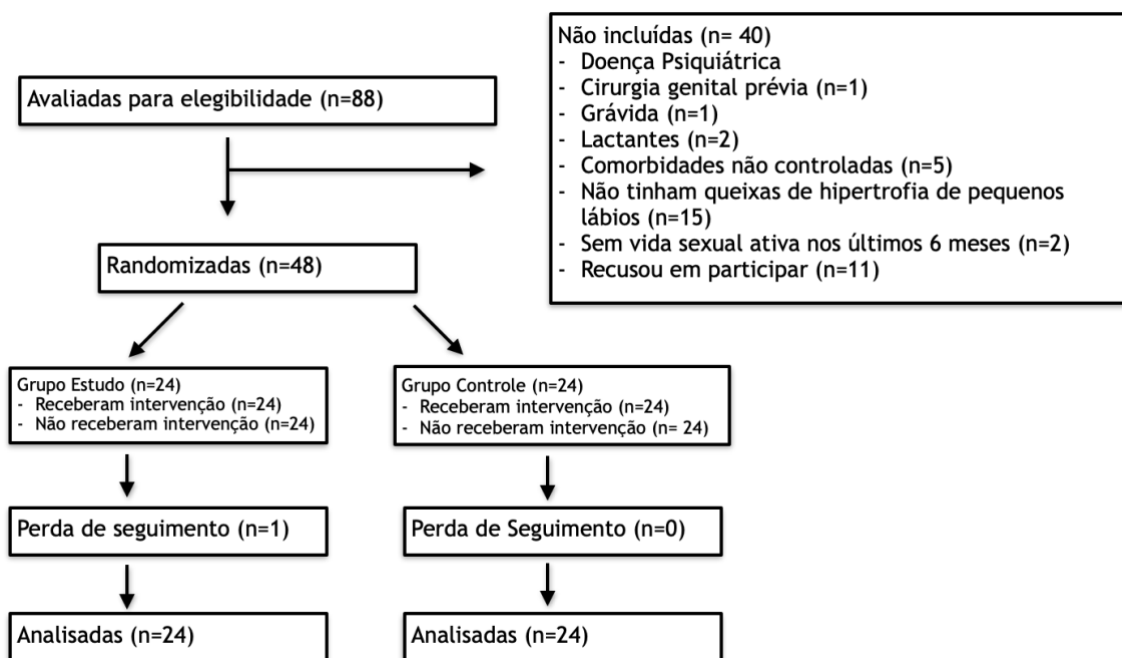 Avaliadas para elegibilidade (n=88)
Não incluídas (n= 40)
- Doença Psiquiátrica
- Cirurgia genital prévia (n=1)
- Grávida (n=1)
- Lactantes (n=2)
- Comorbidades não controladas (n=5)
- Não tinham queixas de hipertrofia de pequenos
lábios (n=15)
- Sem vida sexual ativa nos últimos 6 meses (n=2)
- Recusou em participar (n=11)
Randomizadas (n=48)
Grupo Estudo (n=24)
- Receberam intervenção (n=24)
- Não receberam intervenção (n=24)
Grupo Controle (n=24)
- Receberam intervenção (n=24)
- Não receberam intervenção (n= 24)
Perda de seguimento (n=1)
Perda de Seguimento (n=0)
Analisadas (n=24)
Analisadas (n=24)